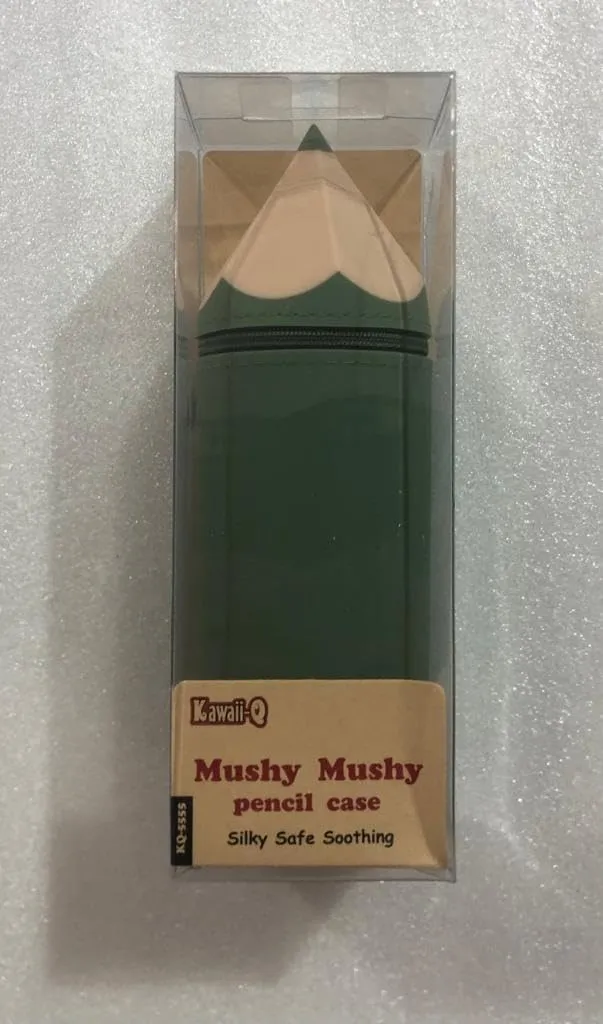 Kawaii-Q
Mushy Mushy
pencil case
Silky Safe Soothing
KQ-5555